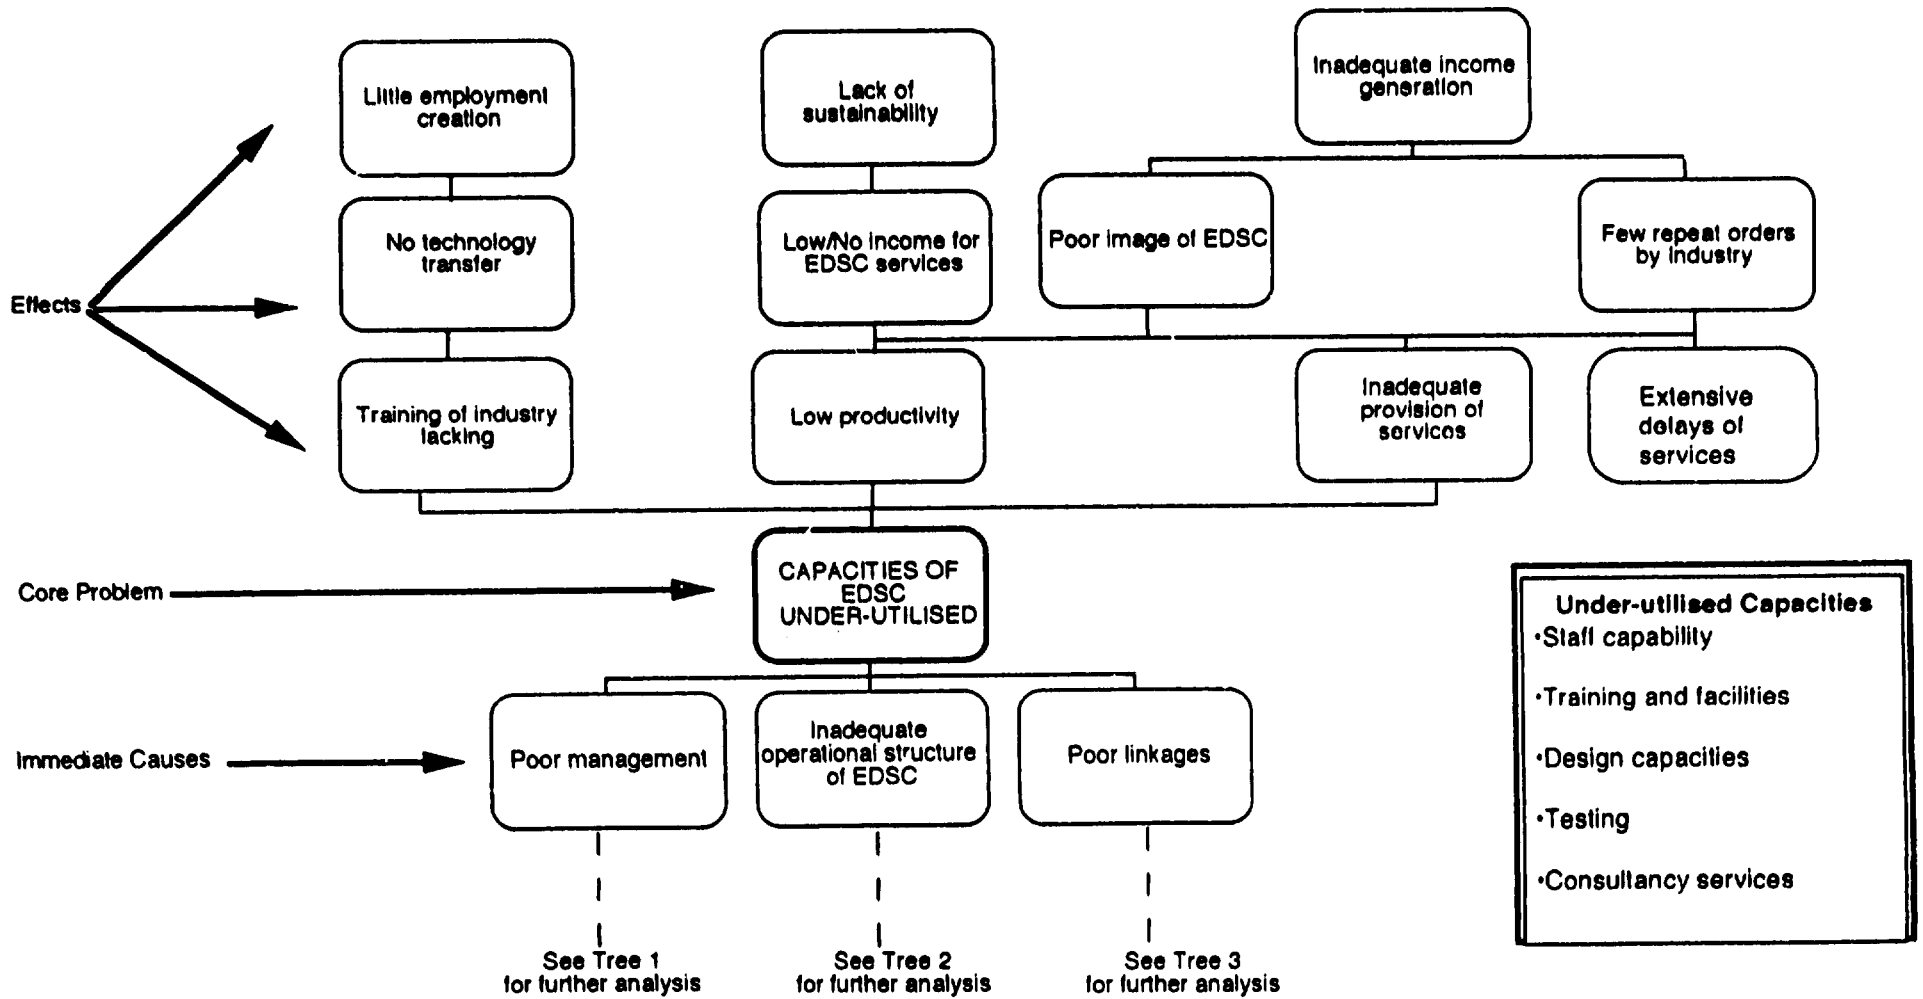 Inadequate income
generation
Little employment
creation
Lack of
sustainability
No technology
transfer
Low/No income for
EDSC services
Poor image of EDSC
Few repeat orders
by industry
Effects
Training of industry
lacking
Low productivity
Inadequate
provision of
services
Extensive
delays of
services
Core Problem
CAPACITIES OF
EDSC
UNDER-UTILISED
Under-utilised Capacities
•Staff capability
•Training and facilities
•Design capacities
•Testing
•Consultancy services
Immediate Causes
Poor management
Inadequate
operational structure
of EDSC
Poor linkages
See Tree 1
for further analysis
See Tree 2
for further analysis
See Tree 3
for further analysis